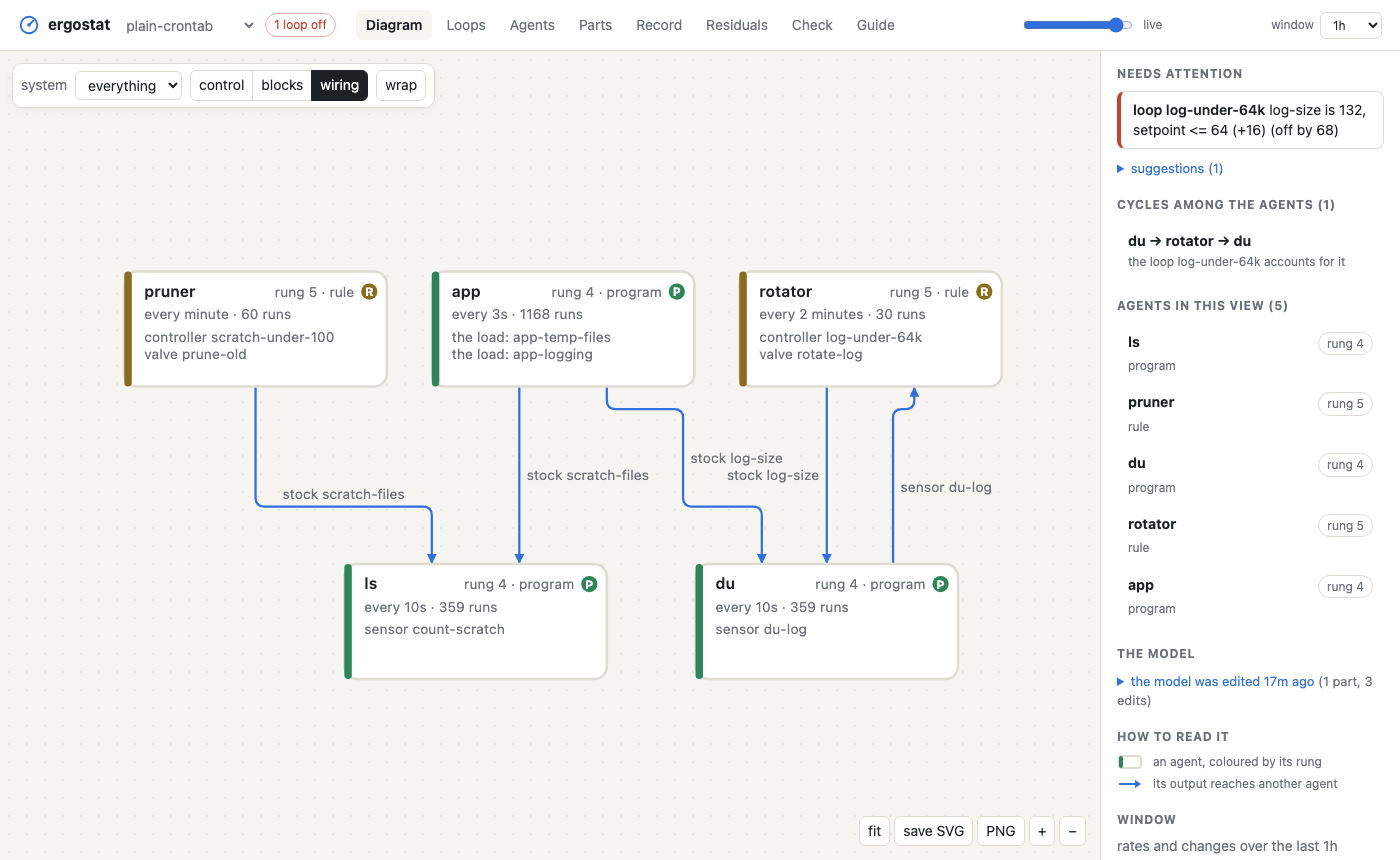 ergostat
plain-crontab
1 loop off
Diagram
Loops
Agents
Parts
Record
Residuals
Check
Guide
live
window
1h
system
everything
control
blocks
wiring
wrap
pruner
rung 5 · rule
R
every minute · 60 runs
controller scratch-under-100
valve prune-old
app
rung 4 · program
P
every 3s · 1168 runs
the load: app-temp-files
the load: app-logging
rotator
rung 5 · rule
R
every 2 minutes · 30 runs
controller log-under-64k
valve rotate-log
stock scratch-files
stock scratch-files
stock log-size
stock log-size
sensor du-log
ls
rung 4 · program
P
every 10s · 359 runs
sensor count-scratch
du
rung 4 · program
P
every 10s · 359 runs
sensor du-log
fit
save SVG
PNG
+
−
NEEDS ATTENTION
loop log-under-64k log-size is 132,
setpoint <= 64 (+16) (off by 68)
suggestions (1)
CYCLES AMONG THE AGENTS (1)
du → rotator → du
the loop log-under-64k accounts for it
AGENTS IN THIS VIEW (5)
ls
rung 4
program
pruner
rung 5
rule
du
rung 4
program
rotator
rung 5
rule
app
rung 4
program
THE MODEL
the model was edited 17m ago (1 part, 3
edits)
HOW TO READ IT
an agent, coloured by its rung
its output reaches another agent
WINDOW
rates and changes over the last 1h